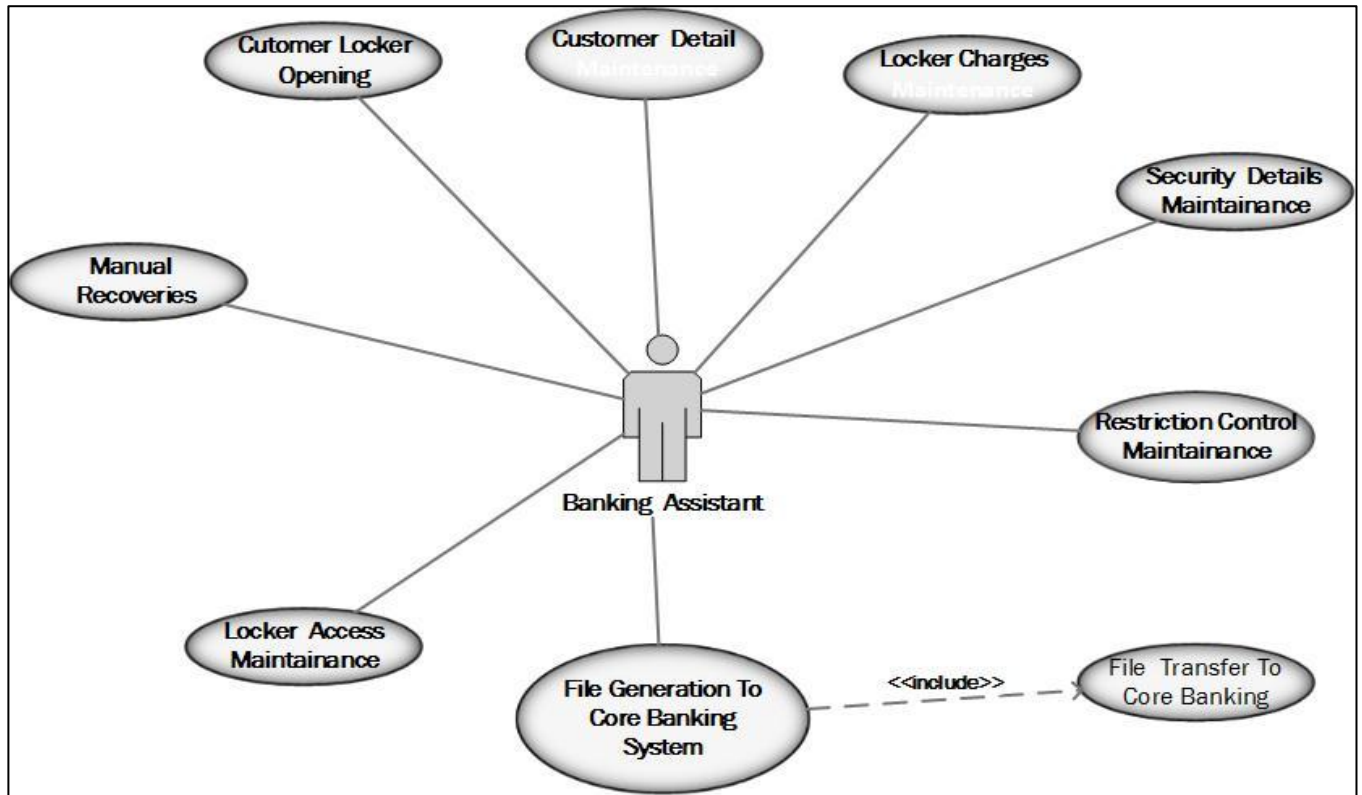 Cutomer Locker
Opening
Customer Detail
Maintenance
Locker Charges
Maintenance
Security Details
Maintainance
Manual
Recoveries
Restriction Control
Maintainance
Banking Assistant
Locker Access
Maintainance
File Generation To
Core Banking
System
<<include>>
File Transfer To
Core Banking